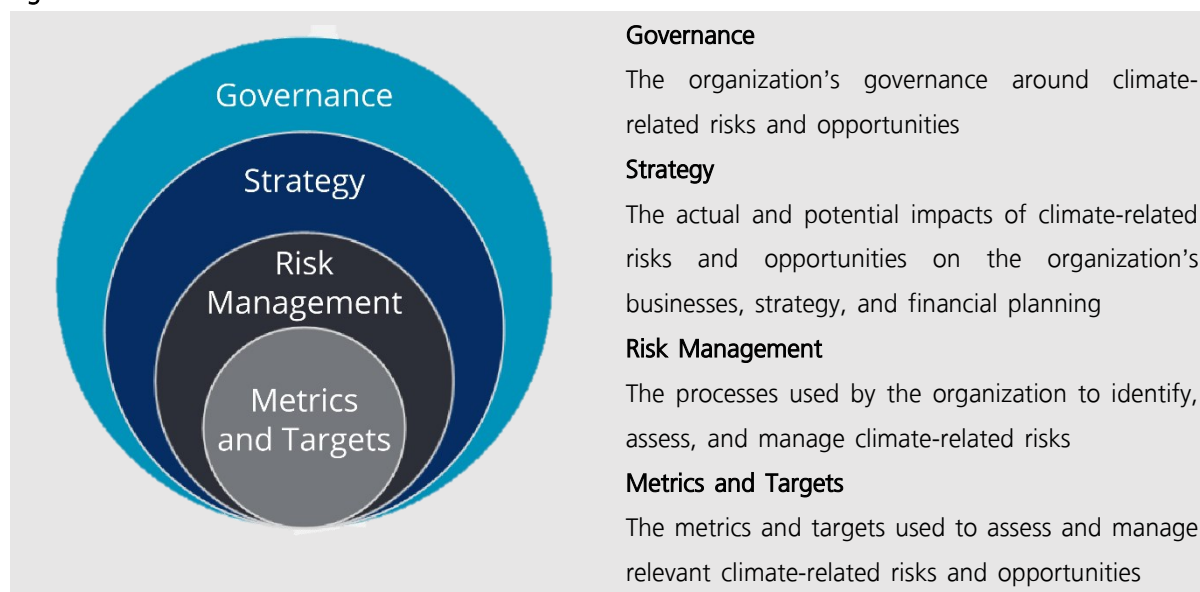 Governance
Strategy
Risk
Management
Metrics
and Targets
Governance
The organization's governance around climate-
related risks and opportunities
Strategy
The actual and potential impacts of climate-related
risks and opportunities on the organization's
businesses, strategy, and financial planning
Risk Management
The processes used by the organization to identify,
assess, and manage climate-related risks
Metrics and Targets
The metrics and targets used to assess and manage
relevant climate-related risks and opportunities